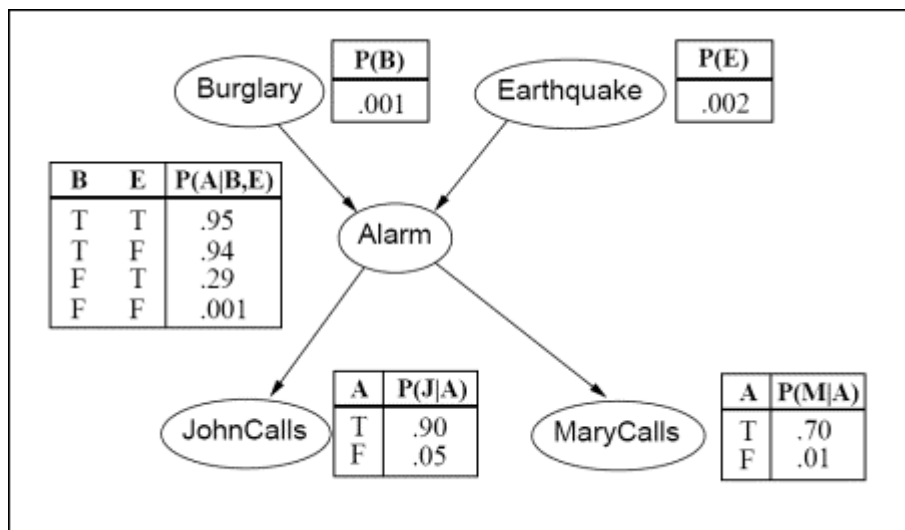 Burglary
P(B)
.001
Earthquake
P(E)
.002
B E P(A|B,E)
T T .95
T F .94
F T .29
F F .001
Alarm
JohnCalls
A P(J|A)
T .90
F .05
MaryCalls
A P(M|A)
T .70
F .01